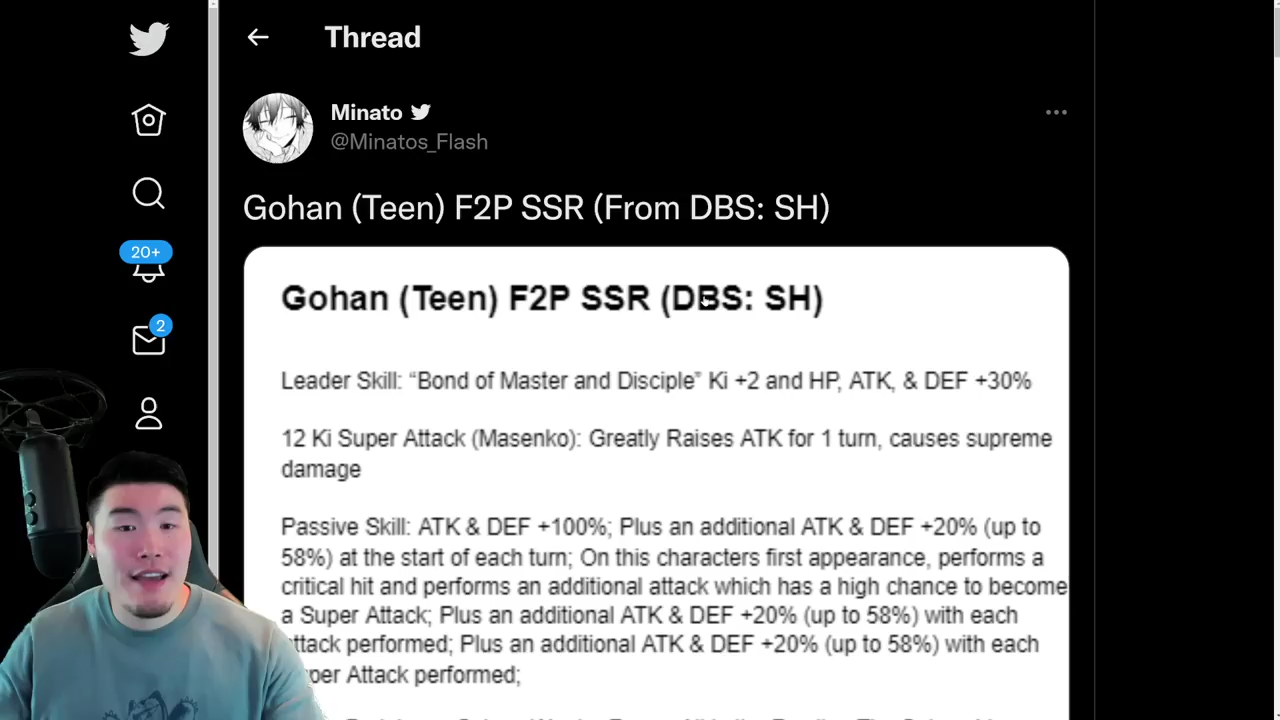 Thread
Minato
@Minatos_Flash
Gohan (Teen) F2P SSR (From DBS: SH)
20+
2
Gohan (Teen) F2P SSR (DBS: SH)
Leader Skill: “Bond of Master and Disciple” Ki +2 and HP, ATK, & DEF +30%
12 Ki Super Attack (Masenko): Greatly Raises ATK for 1 turn, causes supreme
damage
Passive Skill: ATK & DEF +100%; Plus an additional ATK & DEF +20% (up to
58%) at the start of each turn; On this characters first appearance, performs a
critical hit and performs an additional attack which has a high chance to become
a Super Attack; Plus an additional ATK & DEF +20% (up to 58%) with each
attack performed; Plus an additional ATK & DEF +20% (up to 58%) with each
Super Attack performed;